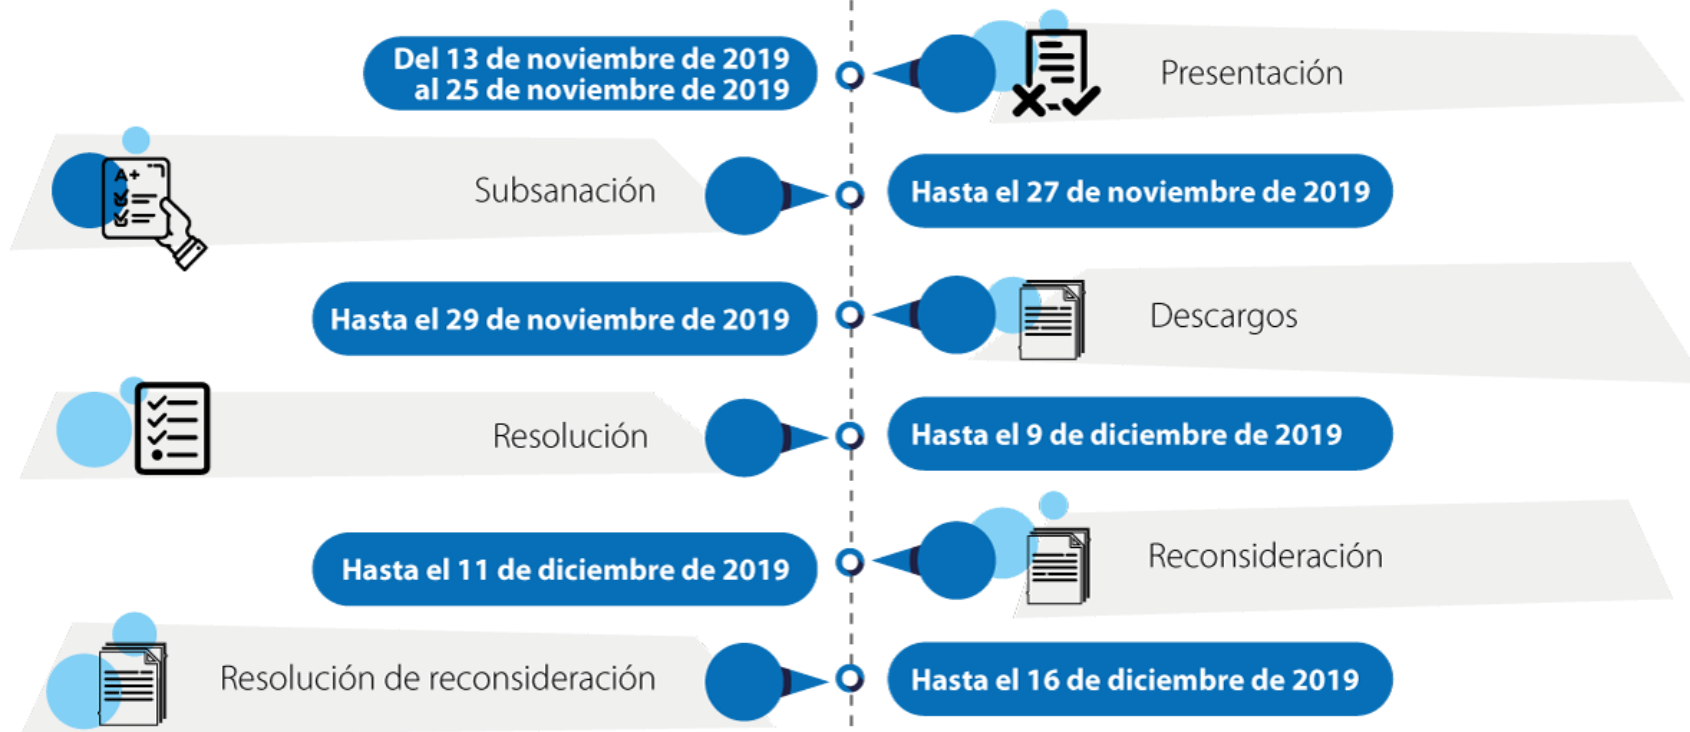 Del 13 de noviembre de 2019
al 25 de noviembre de 2019
Presentación
A+
Subsanación
Hasta el 27 de noviembre de 2019
Hasta el 29 de noviembre de 2019
Descargos
Resolución
Hasta el 9 de diciembre de 2019
Hasta el 11 de diciembre de 2019
Reconsideración
Resolución de reconsideración
Hasta el 16 de diciembre de 2019